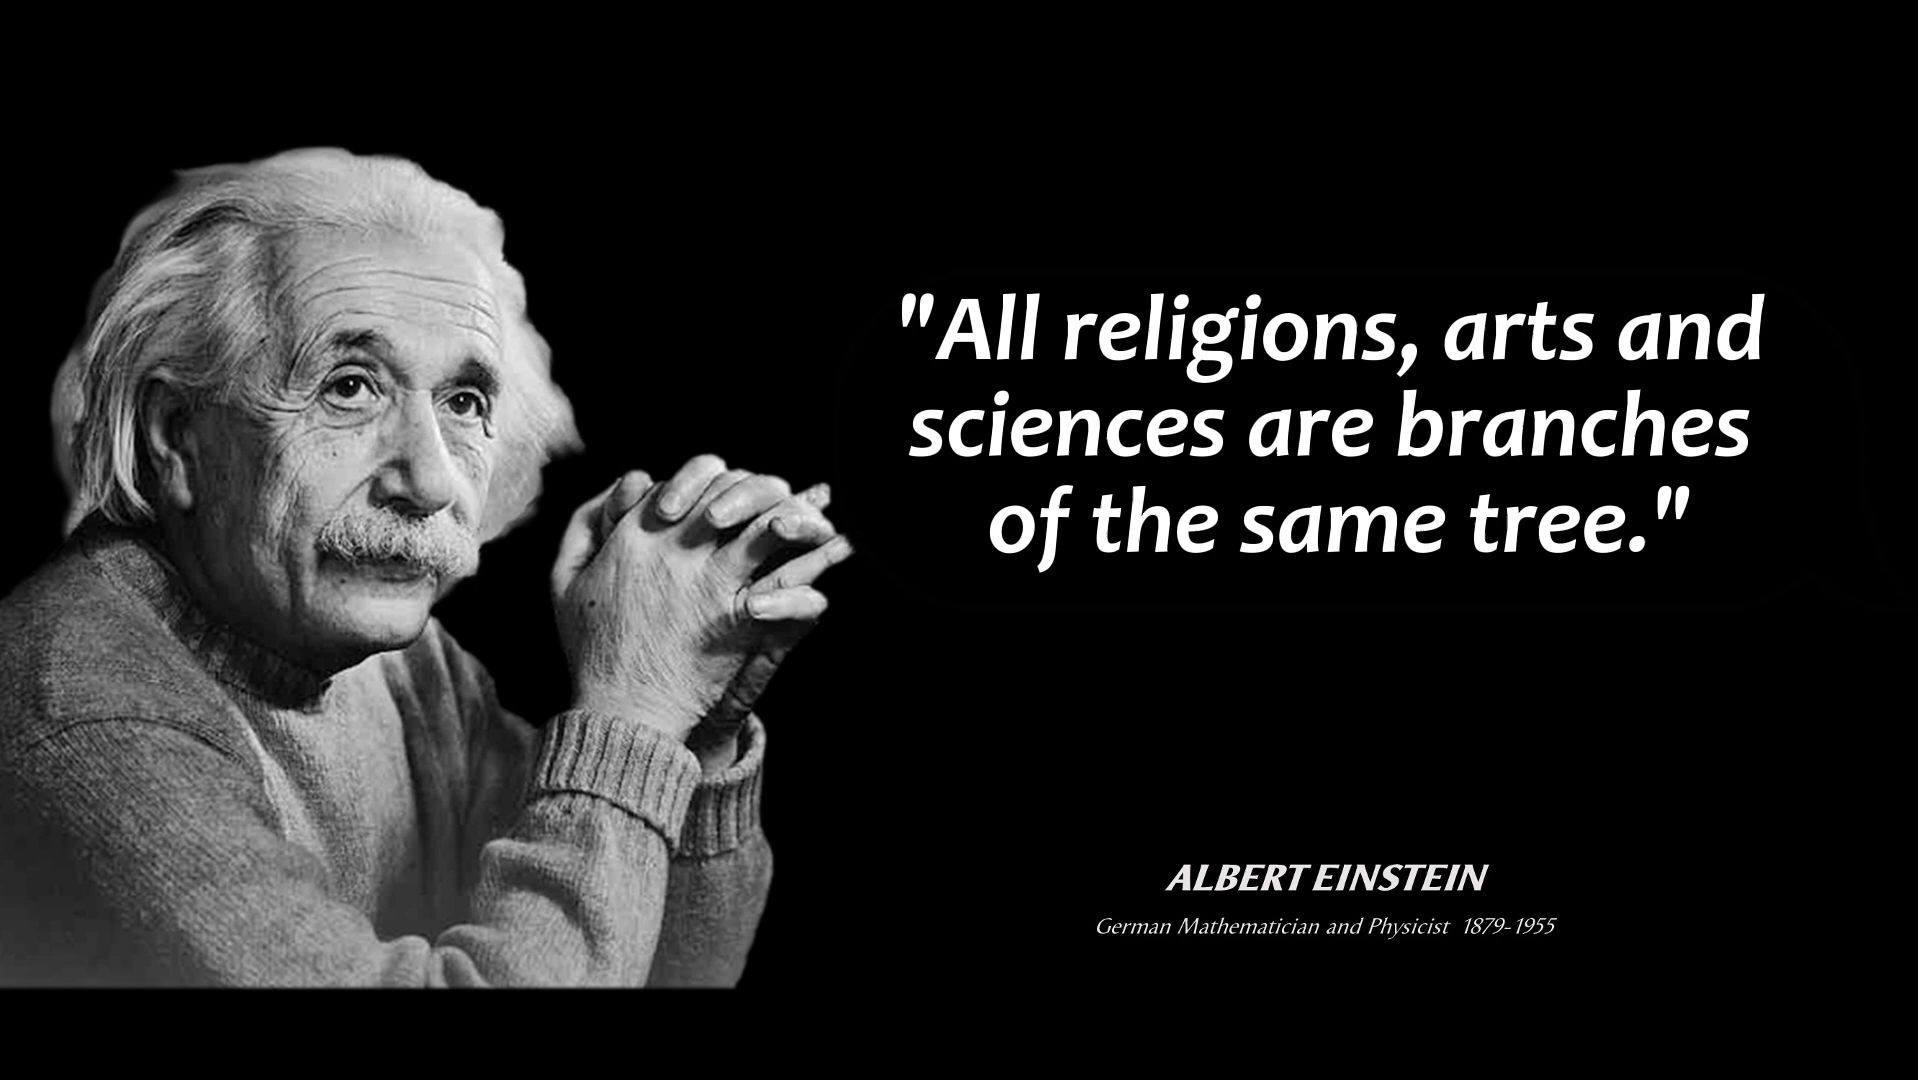 "All religions, arts and
sciences are branches
of the same tree."
ALBERT EINSTEIN
German Mathematician and Physicist 1879-1955